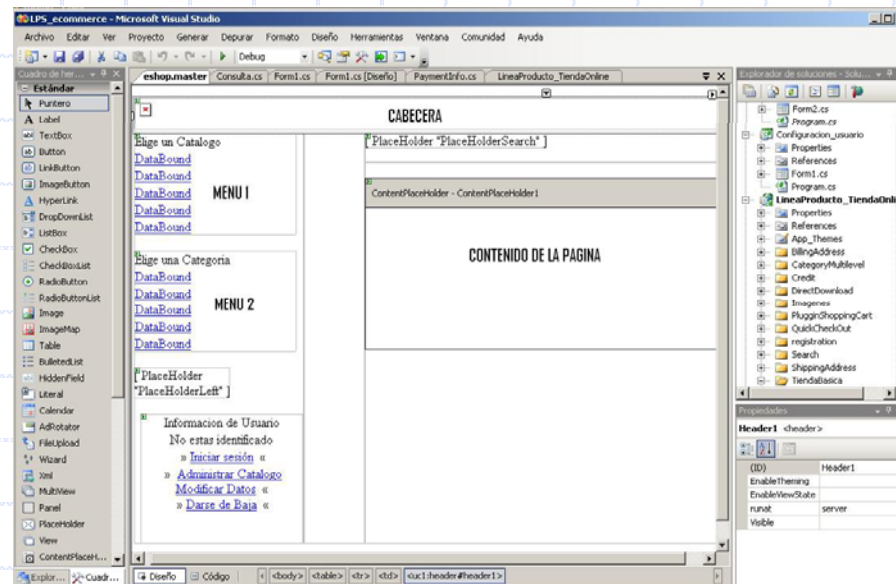 LPS_ecommerce - Microsoft Visual Studio
Archivo Editar Ver Proyecto Generar Depurar Formato Diseño Herramientas Ventana Comunidad Ayuda
Debug
Cuadro de her...
Estándar
Puntero
Label
TextBox
Button
LinkButton
ImageButton
HyperLink
DropDownList
ListBox
CheckBox
CheckBoxList
RadioButton
RadioButtonList
Image
ImageMap
Table
BulletedList
HiddenField
Literal
Calendar
AdRotator
FileUpload
Wizard
Xml
MultiView
Panel
PlaceHolder
View
ContentPlaceH...
Explor... Cuadr...
eshop.master Consulta.cs Form1.cs Form1.cs [Diseño] PaymentInfo.cs LineaProducto_TiendaOnline
CABECERA
Elige un Catalogo
DataBound
DataBound
DataBound
DataBound
DataBound
MENU 1
Elige una Categoria
DataBound
DataBound
DataBound
DataBound
DataBound
MENU 2
[ PlaceHolder
"PlaceHolderLeft" ]
Informacion de Usuario
No estas identificado
» Iniciar sesión «
» Administrar Catalogo
Modificar Datos «
» Darse de Baja «
[ PlaceHolder "PlaceHolderSearch" ]
ContentPlaceHolder - ContentPlaceHolder1
CONTENIDO DE LA PAGINA
Diseño Código <body> <table> <tr> <td> <uc1:header#header1>
Explorador de soluciones - Solu...
Form2.cs
Program.cs
Configuracion_usuario
Properties
References
Form1.cs
Program.cs
LineaProducto_TiendaOnli
Properties
References
App_Themes
BillingAddress
CategoryMultilevel
Credit
DirectDownload
Imagenes
PlugginShoppingCart
QuickCheckOut
registration
Search
ShippingAddress
TiendaBasica
Propiedades
Header1 <header>
(ID) Header1
EnableTheming
EnableViewState
runat server
Visible